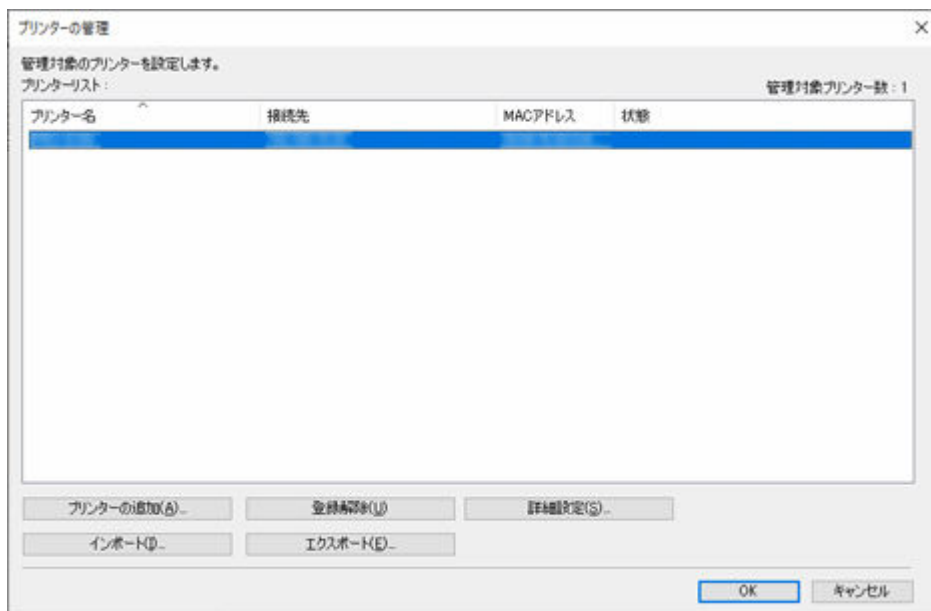 プリンターの管理
管理対象のプリンターを設定します。
プリンターリスト：
管理対象プリンター数：1
プリンター名 接続先 MACアドレス 状態
プリンターの追加(A)... 登録解除(U) 詳細設定(S)...
インポート(I)... エクスポート(E)...
OK キャンセル